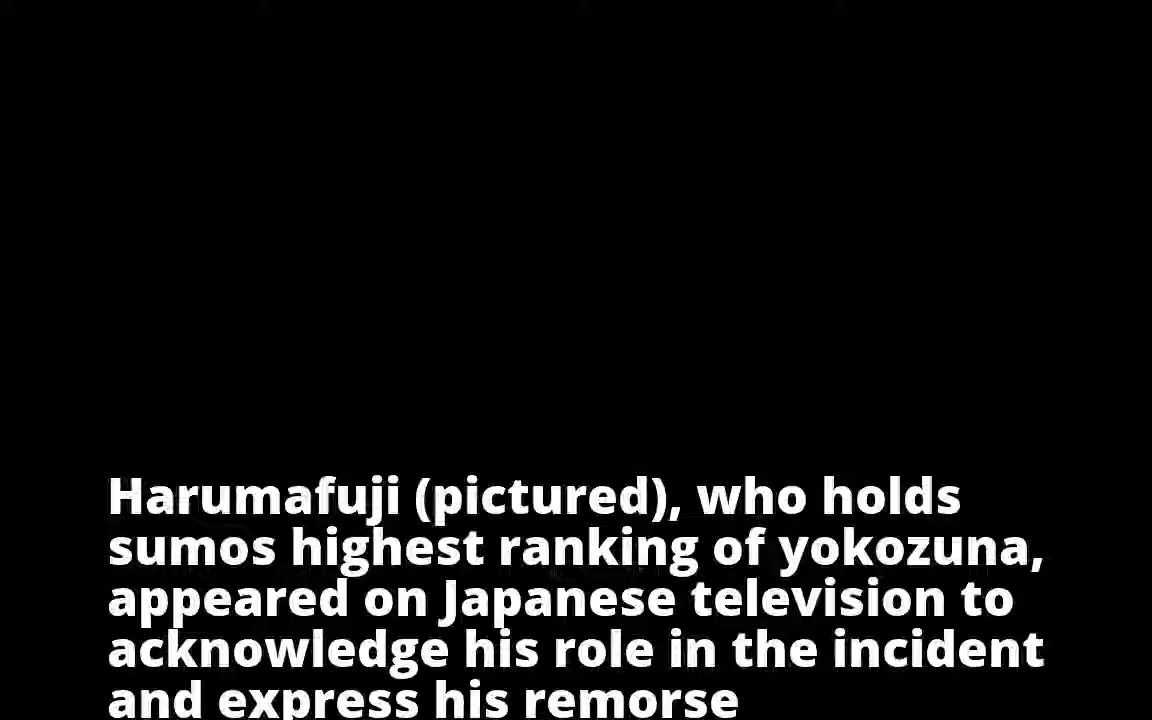 Harumafuji (pictured), who holds
sumos highest ranking of yokozuna,
appeared on Japanese television to
acknowledge his role in the incident
and express his remorse